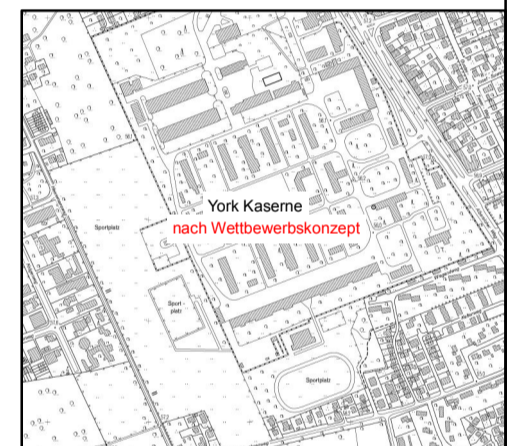 Sportplatz
York Kaserne
nach Wettbewerbskonzept
Sport -
platz
Sportplatz